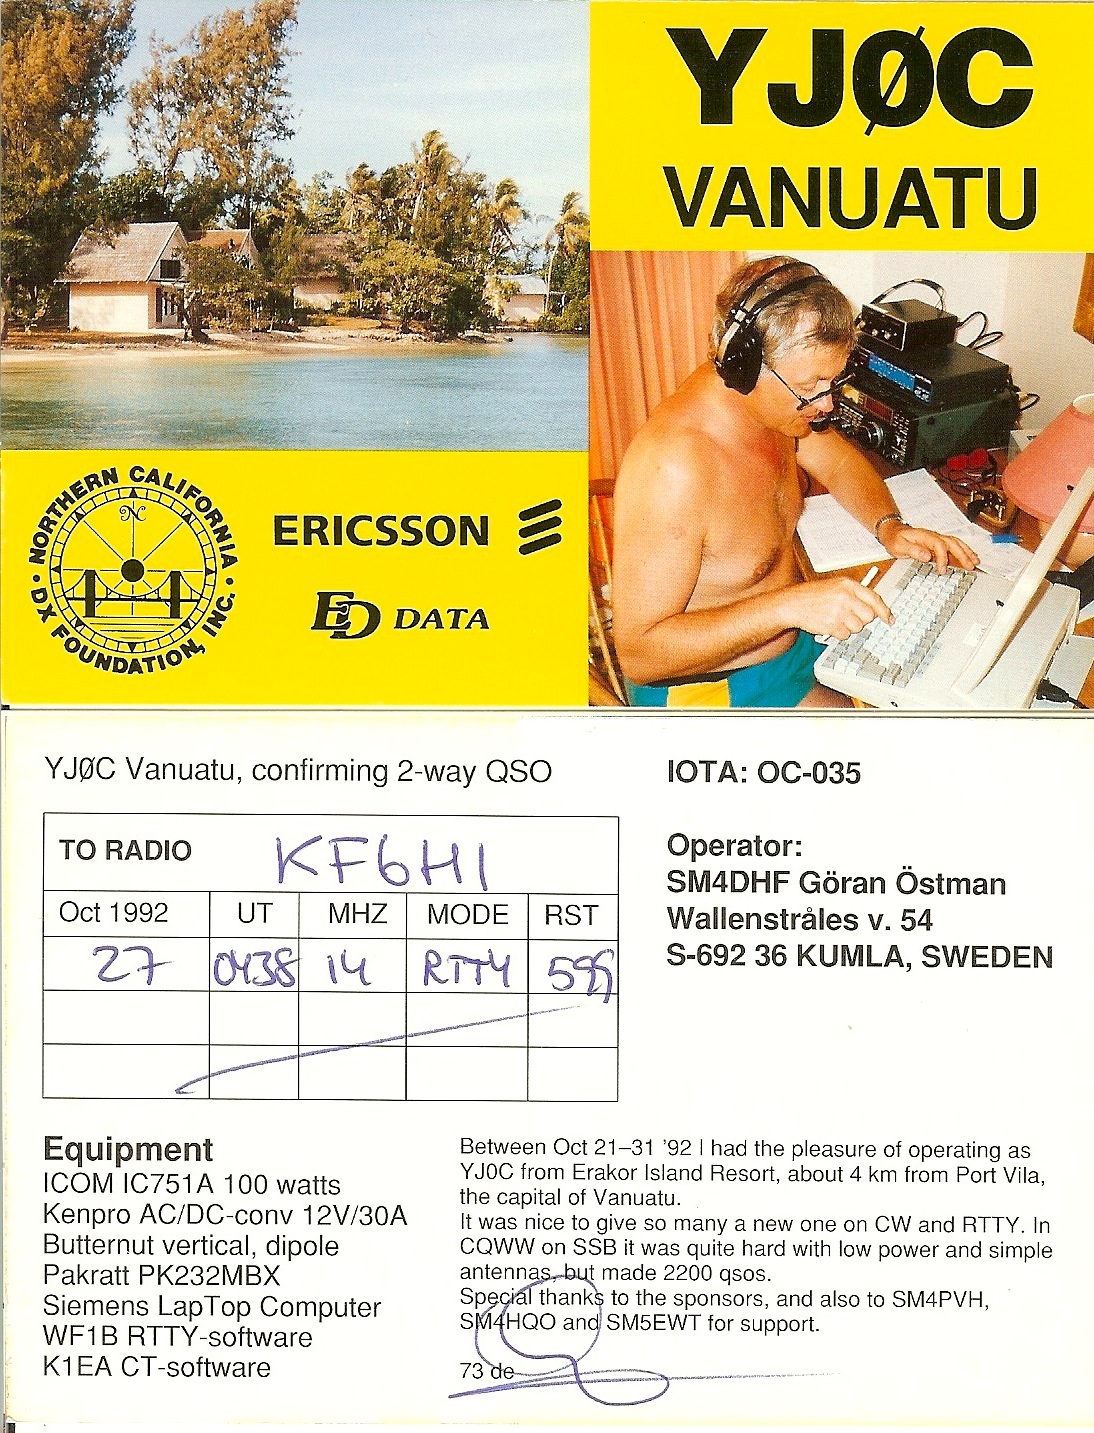 YJØC
VANUATU
NORTHERN CALIFORNIA
DX FOUNDATION, INC.
N
ERICSSON
ED DATA
YJØC Vanuatu, confirming 2-way QSO
TO RADIO KF6HI
Oct 1992 UT MHZ MODE RST
27 0438 14 RTTY 599
IOTA: OC-035
Operator:
SM4DHF Göran Östman
Wallenstråles v. 54
S-692 36 KUMLA, SWEDEN
Equipment
ICOM IC751A 100 watts
Kenpro AC/DC-conv 12V/30A
Butternut vertical, dipole
Pakratt PK232MBX
Siemens LapTop Computer
WF1B RTTY-software
K1EA CT-software
Between Oct 21–31 '92 I had the pleasure of operating as
YJ0C from Erakor Island Resort, about 4 km from Port Vila,
the capital of Vanuatu.
It was nice to give so many a new one on CW and RTTY. In
CQWW on SSB it was quite hard with low power and simple
antennas, but made 2200 qsos.
Special thanks to the sponsors, and also to SM4PVH,
SM4HQO and SM5EWT for support.
73 de